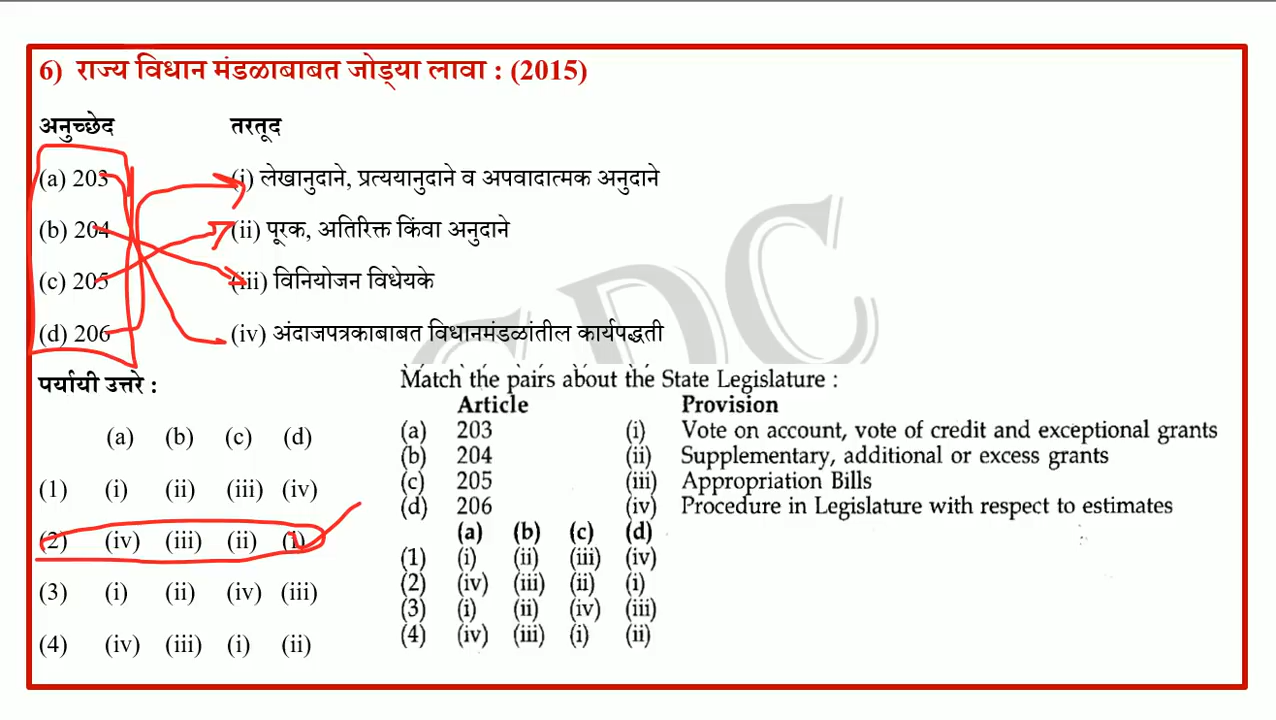 6) राज्य विधान मंडळाबाबत जोड्या लावा : (2015)
अनुच्छेद तरतूद
(a) 203 (i) लेखानुदाने, प्रत्ययानुदाने व अपवादात्मक अनुदाने
(b) 204 (ii) पूरक, अतिरिक्त किंवा अनुदाने
(c) 205 (iii) विनियोजन विधेयके
(d) 206 (iv) अंदाजपत्रकाबाबत विधानमंडळांतील कार्यपद्धती
पर्यायी उत्तरे :
(a) (b) (c) (d)
(1) (i) (ii) (iii) (iv)
(2) (iv) (iii) (ii) (i)
(3) (i) (ii) (iv) (iii)
(4) (iv) (iii) (i) (ii)
Match the pairs about the State Legislature :
Article Provision
(a) 203 (i) Vote on account, vote of credit and exceptional grants
(b) 204 (ii) Supplementary, additional or excess grants
(c) 205 (iii) Appropriation Bills
(d) 206 (iv) Procedure in Legislature with respect to estimates
(a) (b) (c) (d)
(1) (i) (ii) (iii) (iv)
(2) (iv) (iii) (ii) (i)
(3) (i) (ii) (iv) (iii)
(4) (iv) (iii) (i) (ii)